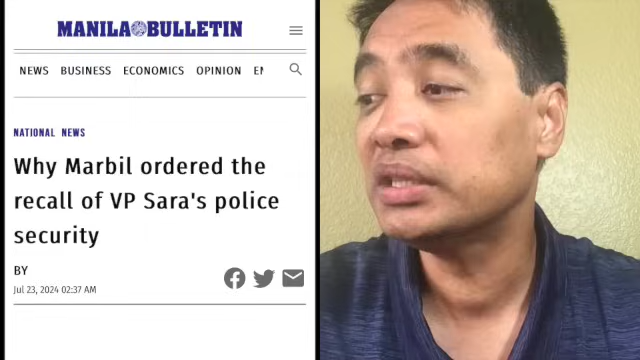 MANILA BULLETIN
NEWS BUSINESS ECONOMICS OPINION EN
NATIONAL NEWS
Why Marbil ordered the
recall of VP Sara's police
security
BY
Jul 23, 2024 02:37 AM